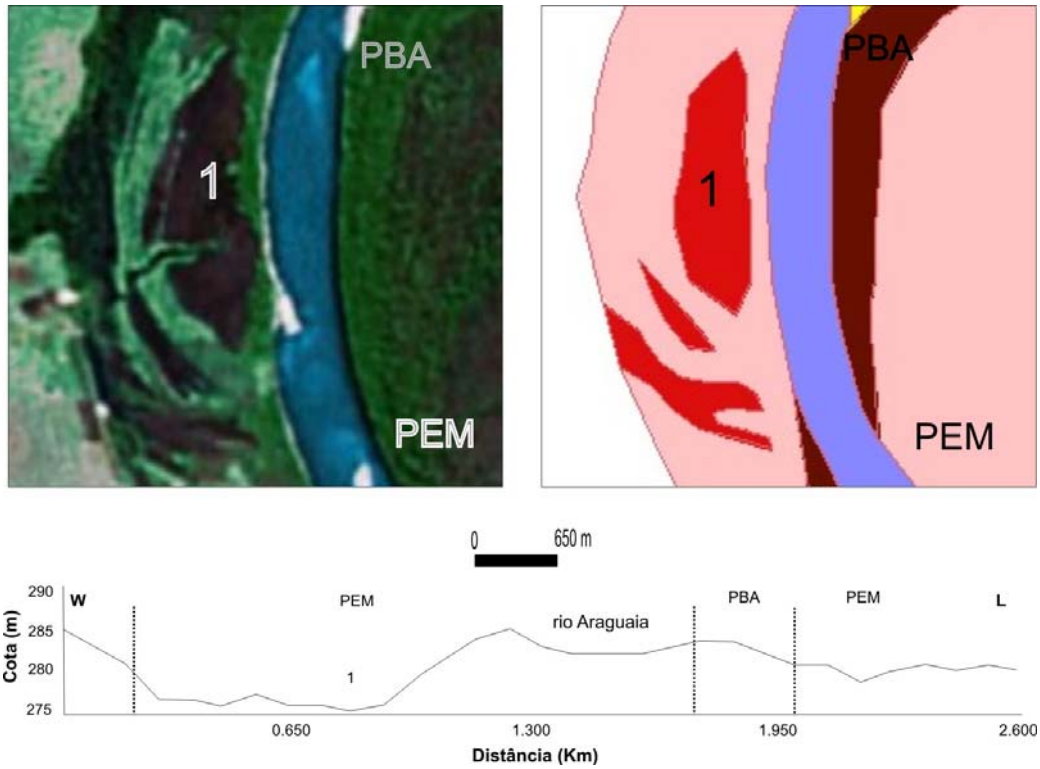 PBA
1
PEM
PBA
1
PEM
0 650 m
290
285
280
275
Cota (m)
W PEM PBA PEM L
rio Araguaia
1
0.650 1.300 1.950 2.600
Distância (Km)